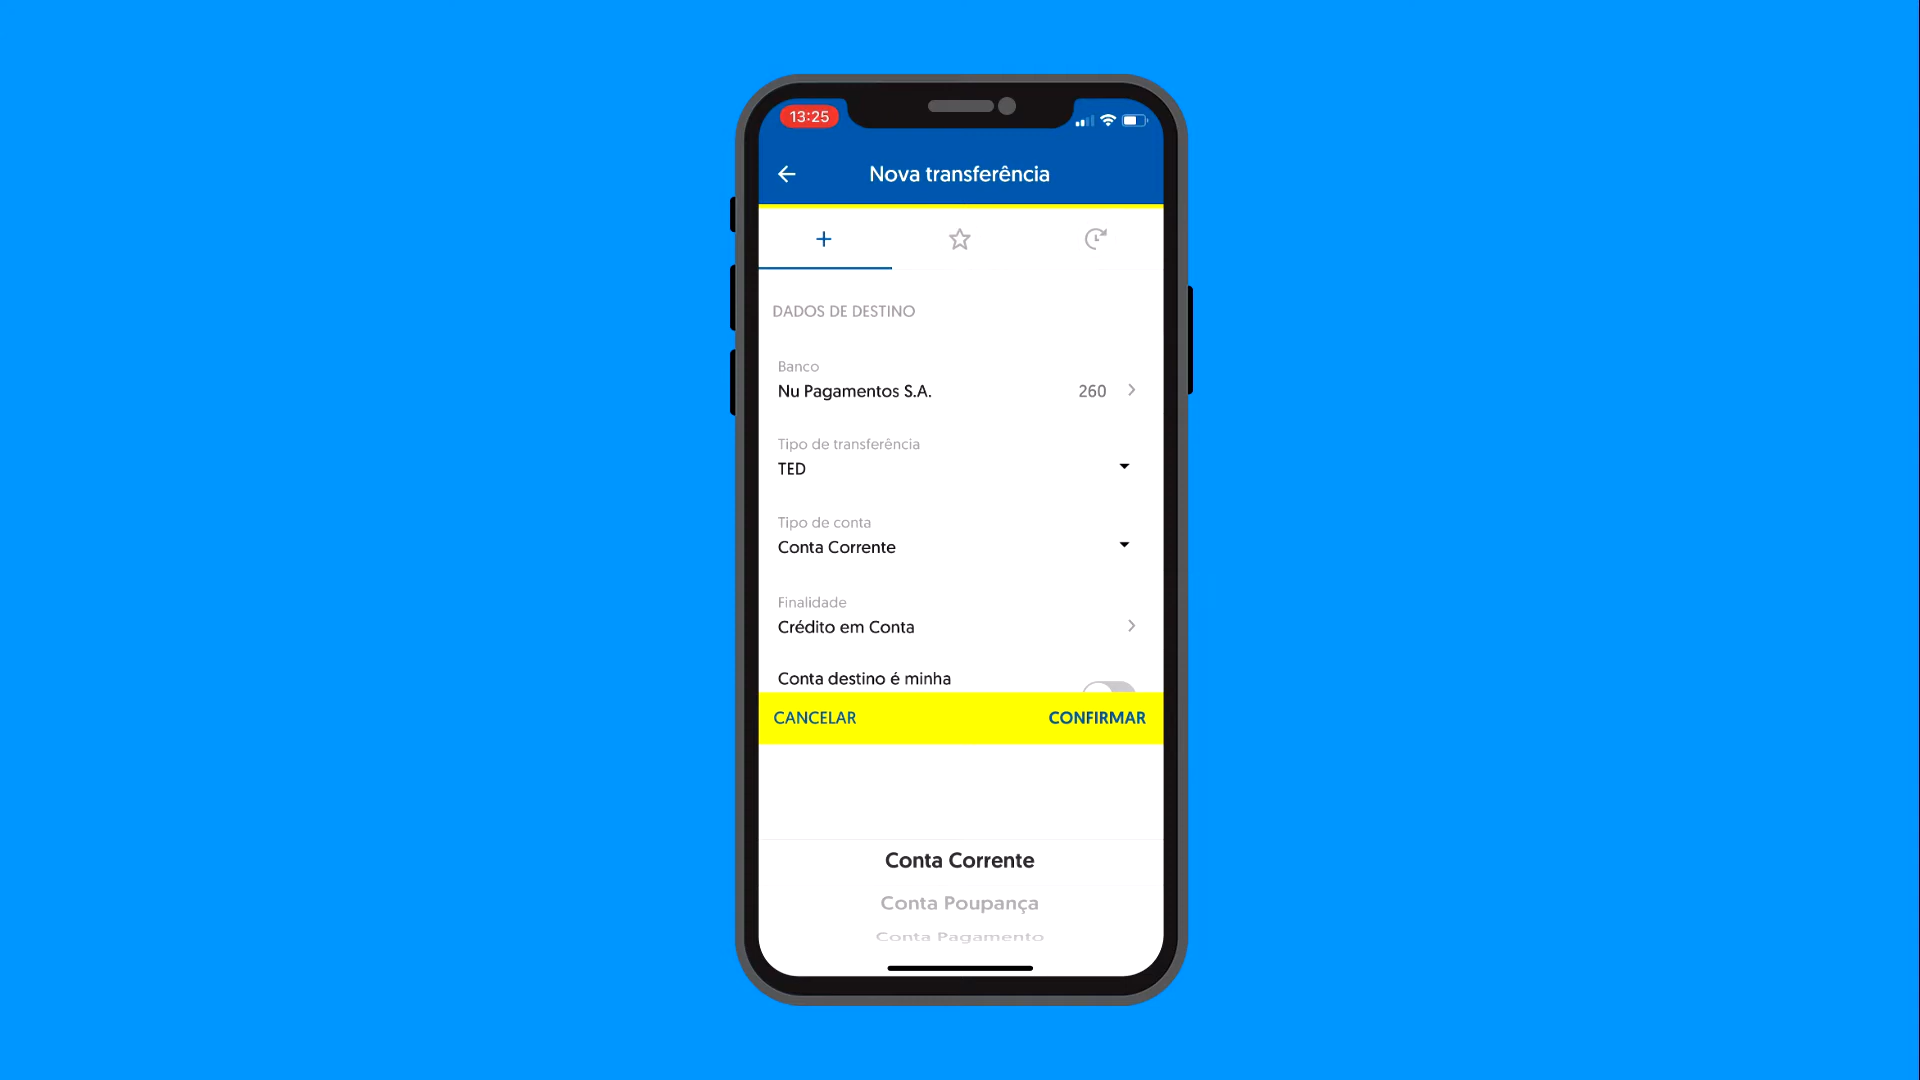 13:25
Nova transferência
DADOS DE DESTINO
Banco
Nu Pagamentos S.A. 260
Tipo de transferência
TED
Tipo de conta
Conta Corrente
Finalidade
Crédito em Conta
Conta destino é minha
CANCELAR CONFIRMAR
Conta Corrente
Conta Poupança
Conta Pagamento